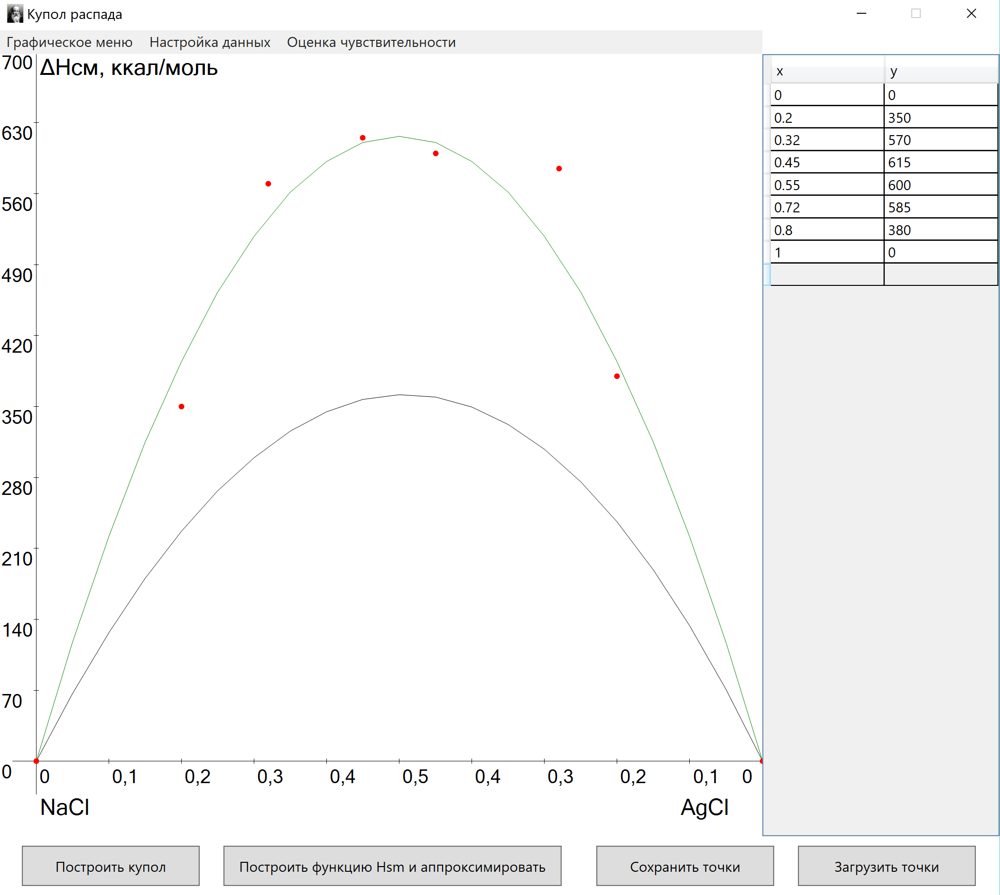 Купол распада
Графическое меню Настройка данных Оценка чувствительности
ΔHсм, ккал/моль
700
630
560
490
420
350
280
210
140
70
0
0 0,1 0,2 0,3 0,4 0,5 0,4 0,3 0,2 0,1 0
NaCl AgCl
x y
0 0
0.2 350
0.32 570
0.45 615
0.55 600
0.72 585
0.8 380
1 0
Построить купол Построить функцию Hsm и аппроксимировать Сохранить точки Загрузить точки